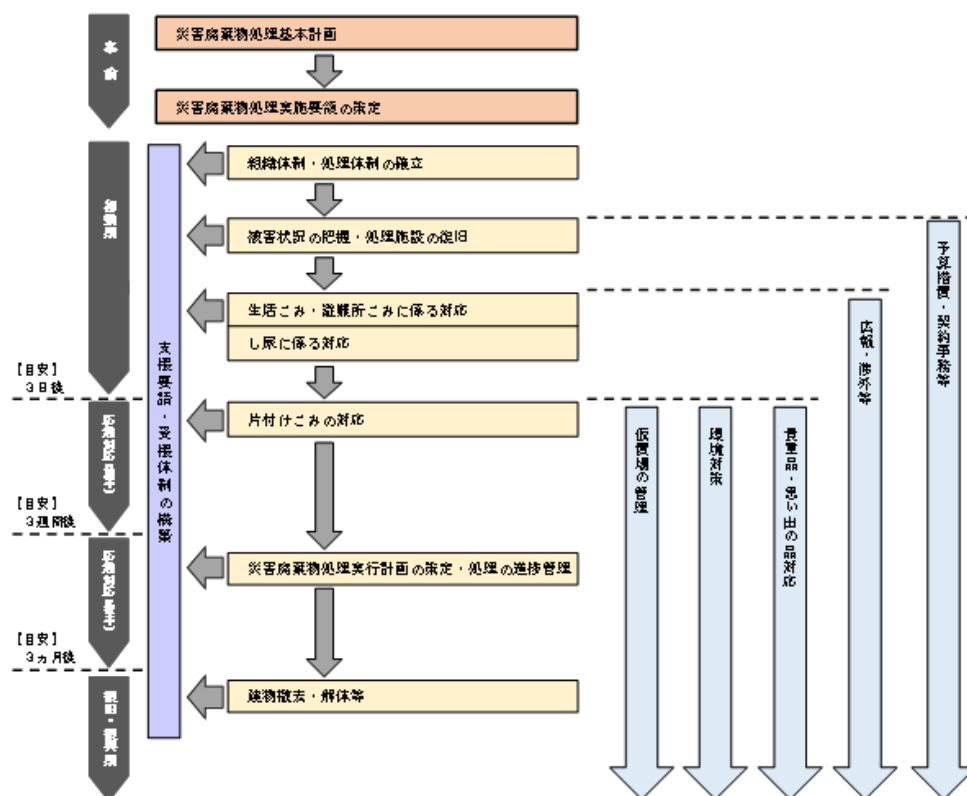 事前
災害廃棄物処理基本計画
災害廃棄物処理実施要領の策定
初動期
組織体制・処理体制の確立
被害状況の把握・処理施設の復旧
生活ごみ・避難所ごみに係る対応
し尿に係る対応
【目安】
3日後
片付けごみの対応
【目安】
3週間後
災害廃棄物処理実行計画の策定・処理の進捗管理
【目安】
3ヵ月後
建物撤去・解体等
復旧・復興期
支援要請・受援体制の構築
仮置場の管理
環境対策
貴重品・思い出の品対応
広報・渉外等
予算措置・契約事務等